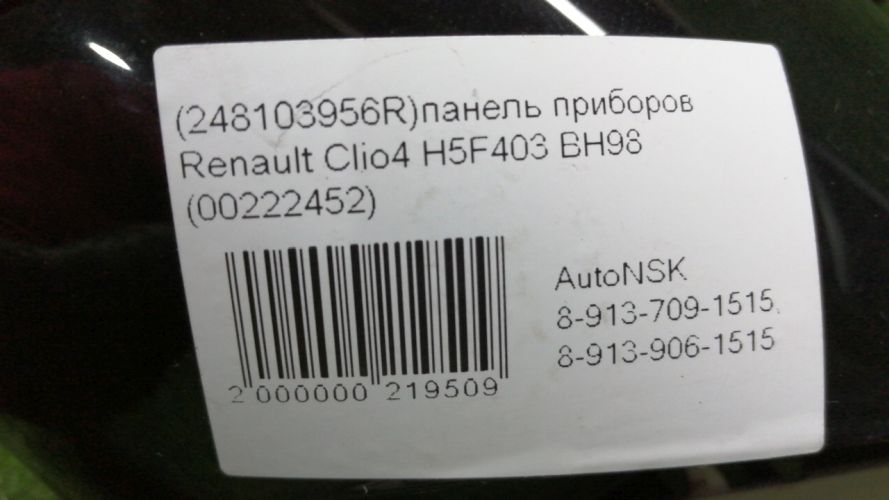 (248103956R)панель приборов
Renault Clio4 H5F403 BH98
(00222452)
AutoNSK
8-913-709-1515,
8-913-906-1515
2 000000 219509